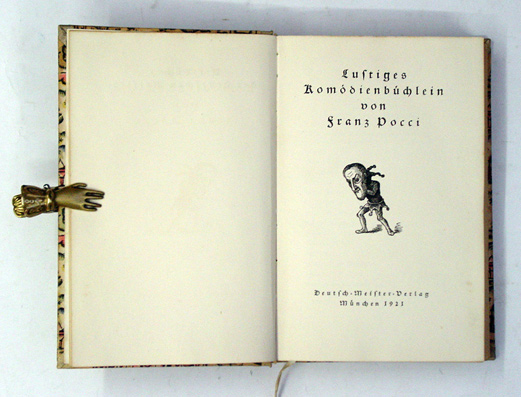 Lustiges
Komödienbüchlein
von
Franz Pocci
Deutsch-Meister-Verlag
München 1921